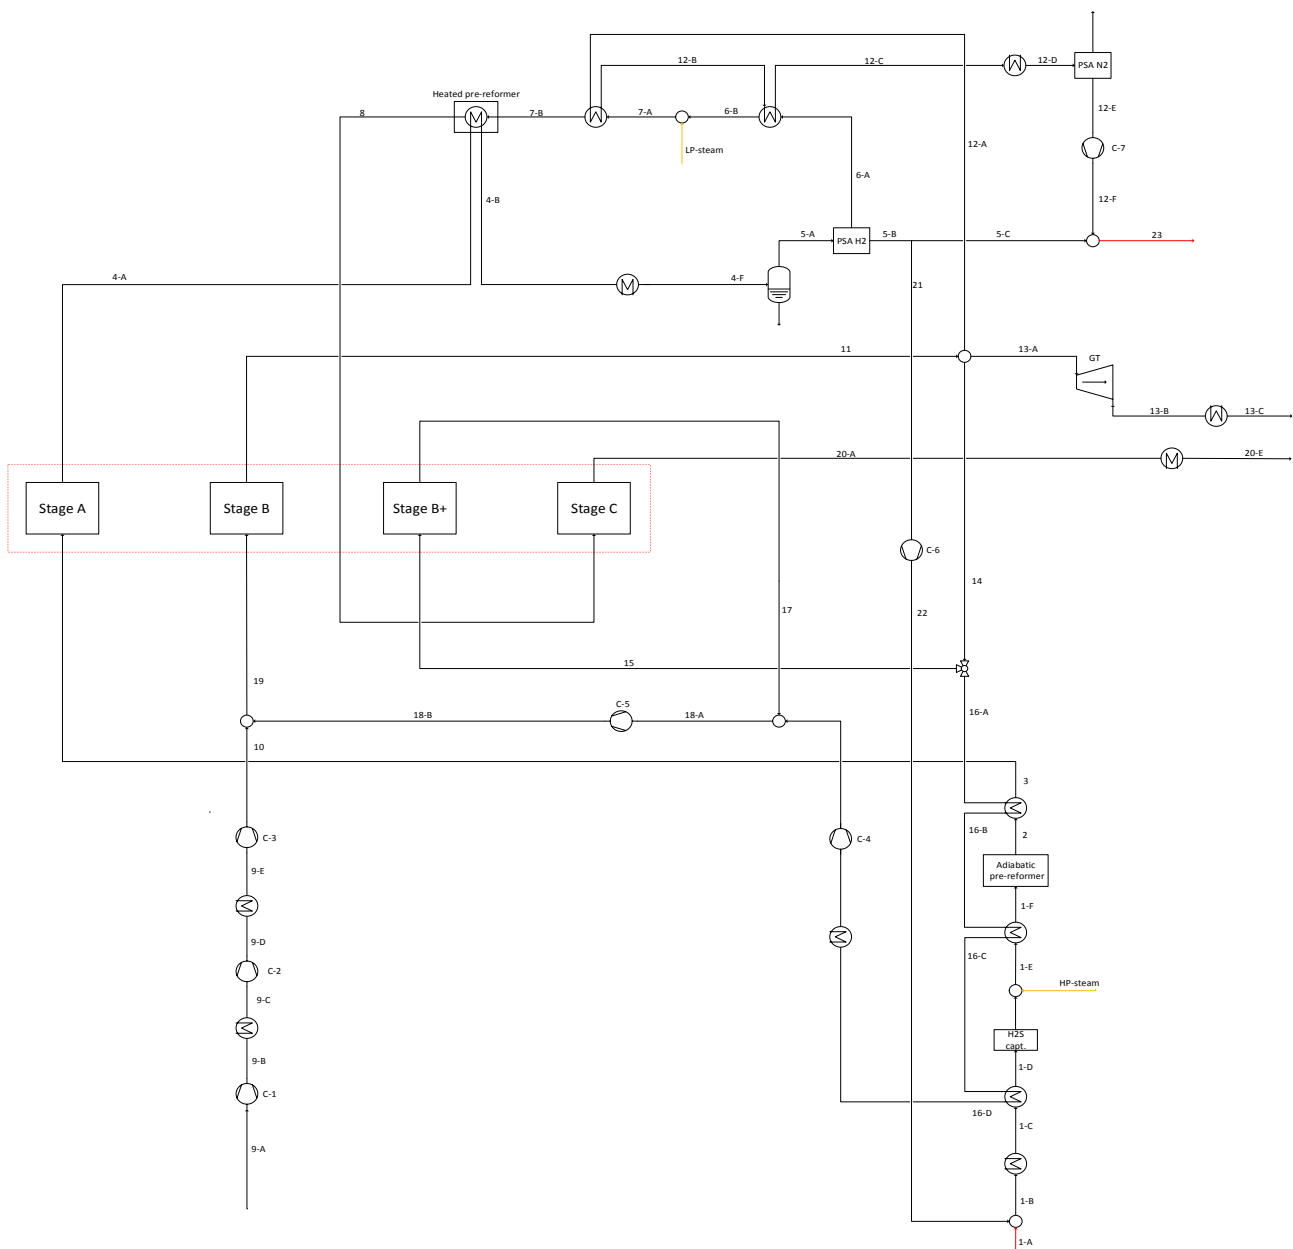 12-B
12-C
12-D
PSA N2
Heated pre-reformer
8
7-B
7-A
6-B
12-E
LP-steam
12-A
C-7
6-A
4-B
12-F
5-A
PSA H2
5-B
5-C
23
4-A
4-F
21
11
13-A
GT
13-B
13-C
20-A
20-E
Stage A
Stage B
Stage B+
Stage C
C-6
14
17
22
15
19
18-B
C-5
18-A
16-A
10
3
C-3
C-4
16-B
2
9-E
Adiabatic
pre-reformer
1-F
9-D
16-C
1-E
C-2
HP-steam
9-C
H2S
capt.
9-B
1-D
C-1
16-D
1-C
9-A
1-B
1-A